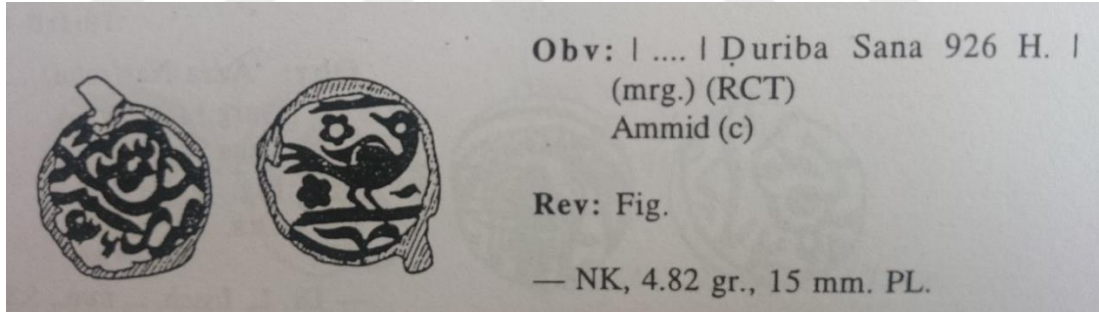 Obv: | .... | Ḍuriba Sana 926 H. |
(mrg.) (RCT)
Ammid (c)
Rev: Fig.
— NK, 4.82 gr., 15 mm. PL.